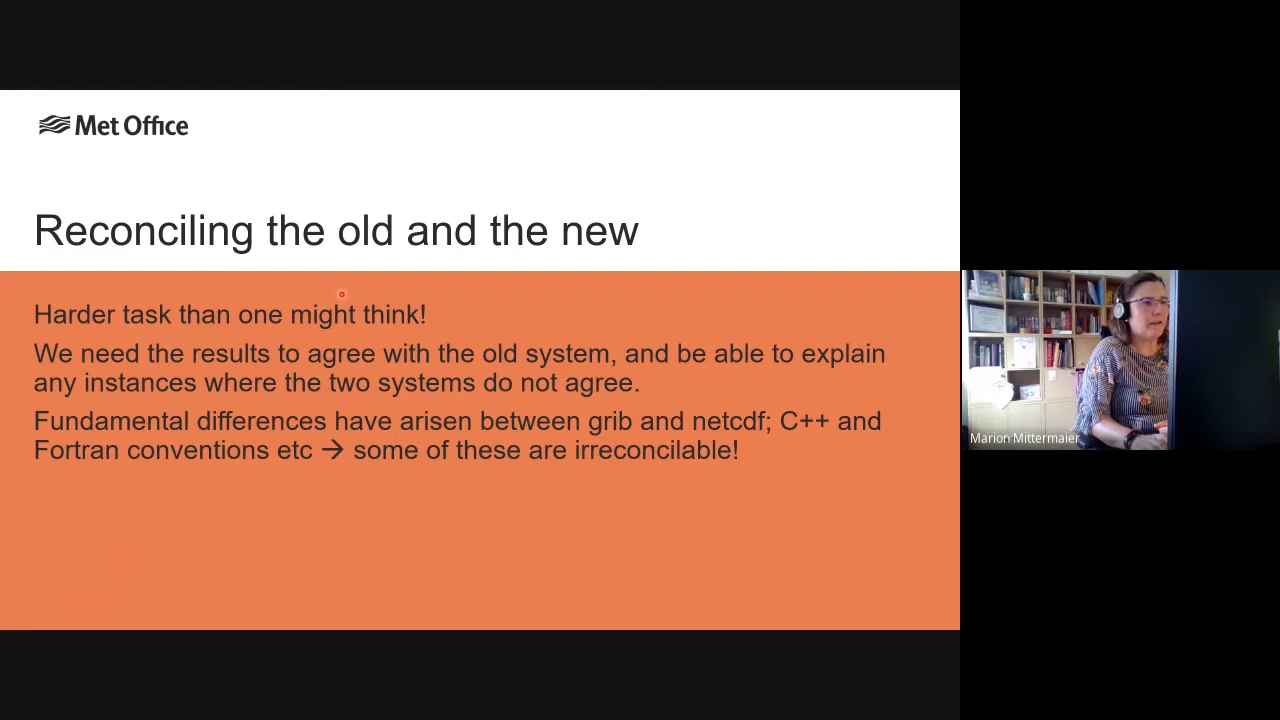 Met Office
Reconciling the old and the new
Harder task than one might think!
We need the results to agree with the old system, and be able to explain
any instances where the two systems do not agree.
Fundamental differences have arisen between grib and netcdf; C++ and
Fortran conventions etc → some of these are irreconcilable!
Marion Mittermaier